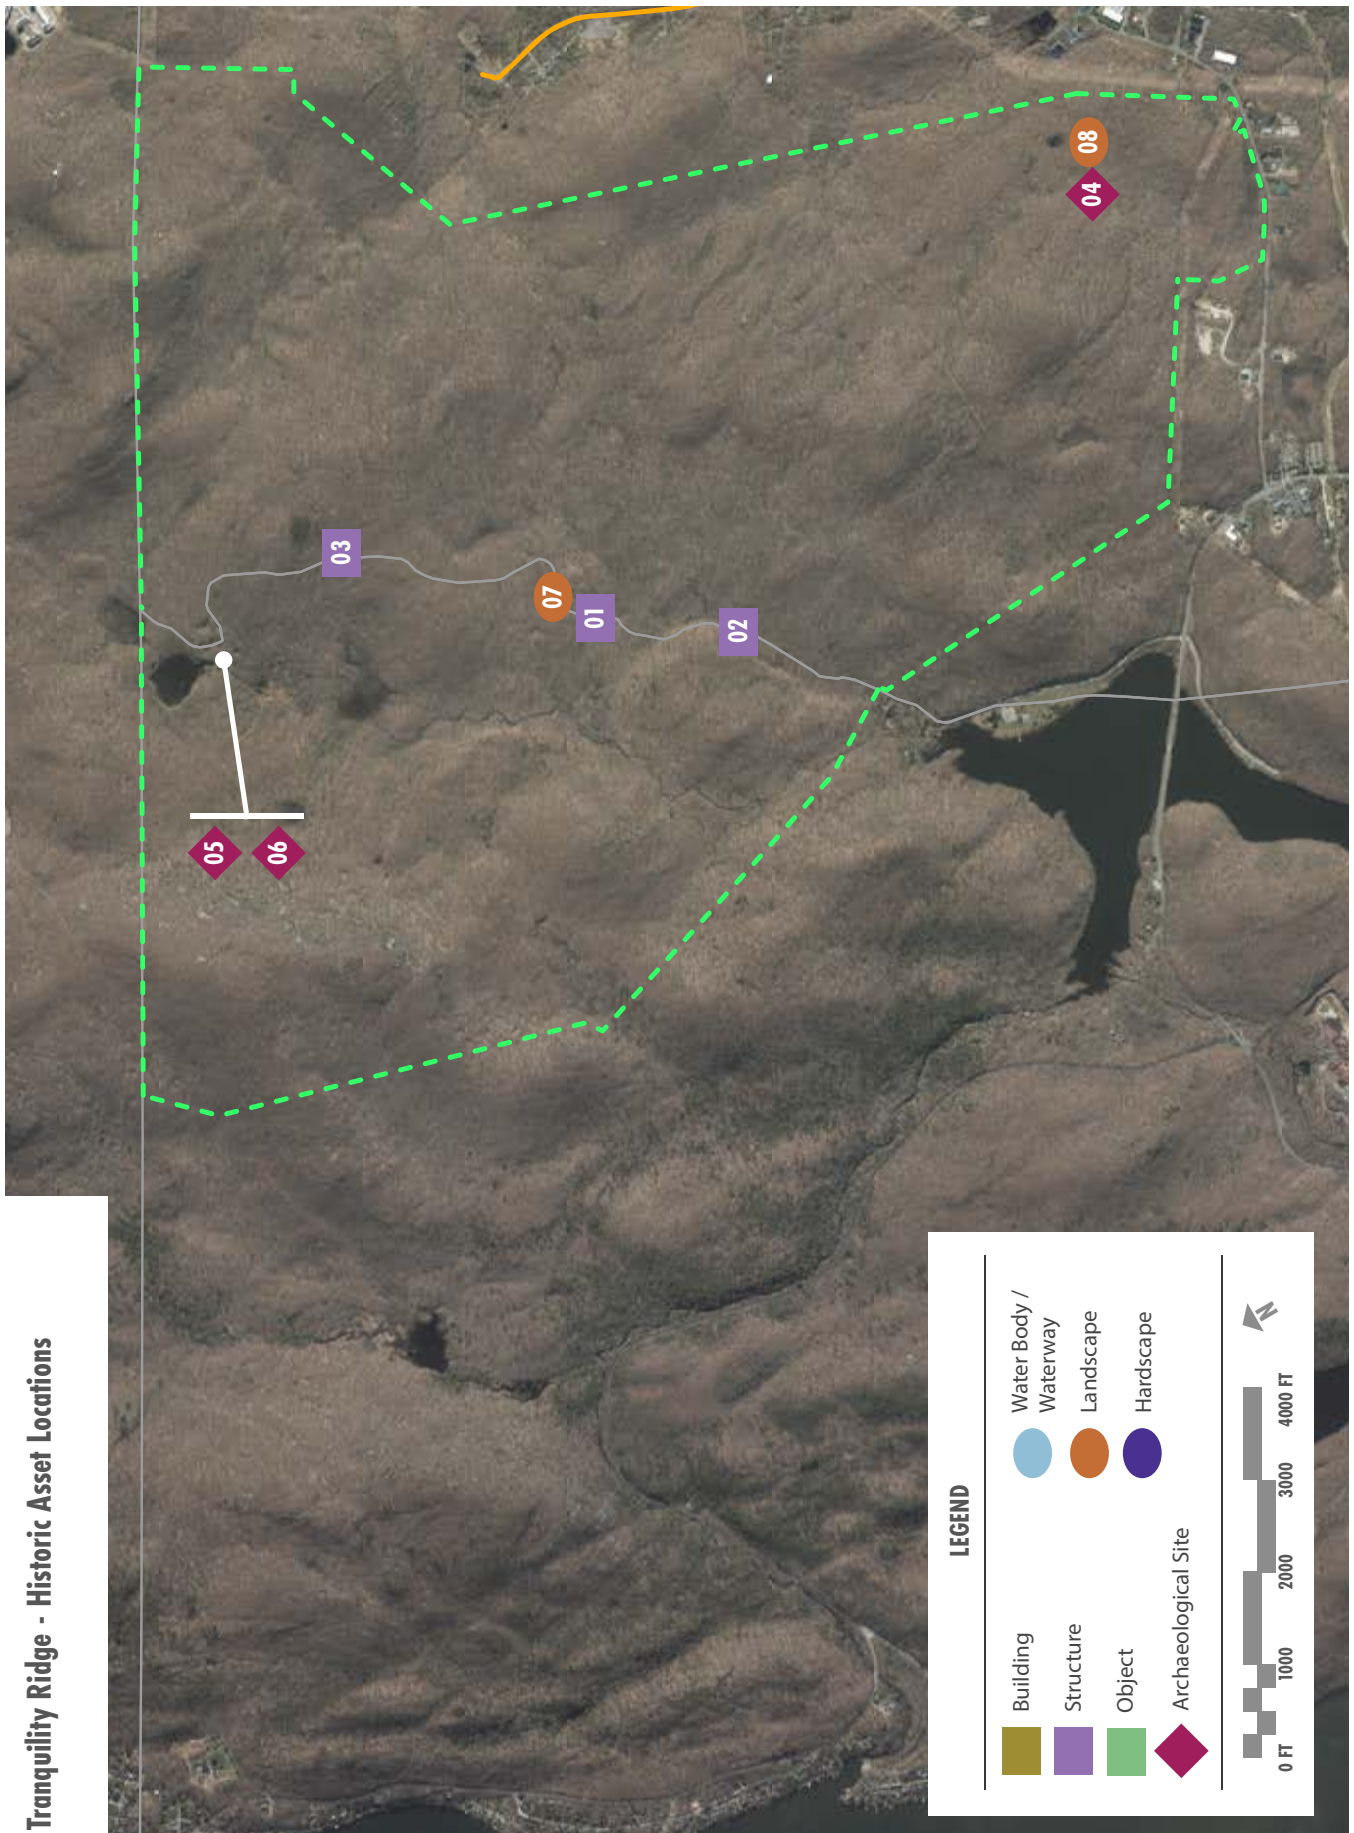 Tranquility Ridge - Historic Asset Locations
05
06
03
07
01
02
08
04
LEGEND
Building
Structure
Object
Archaeological Site
Water Body /
Waterway
Landscape
Hardscape
0 FT
1000
2000
3000
4000 FT
N